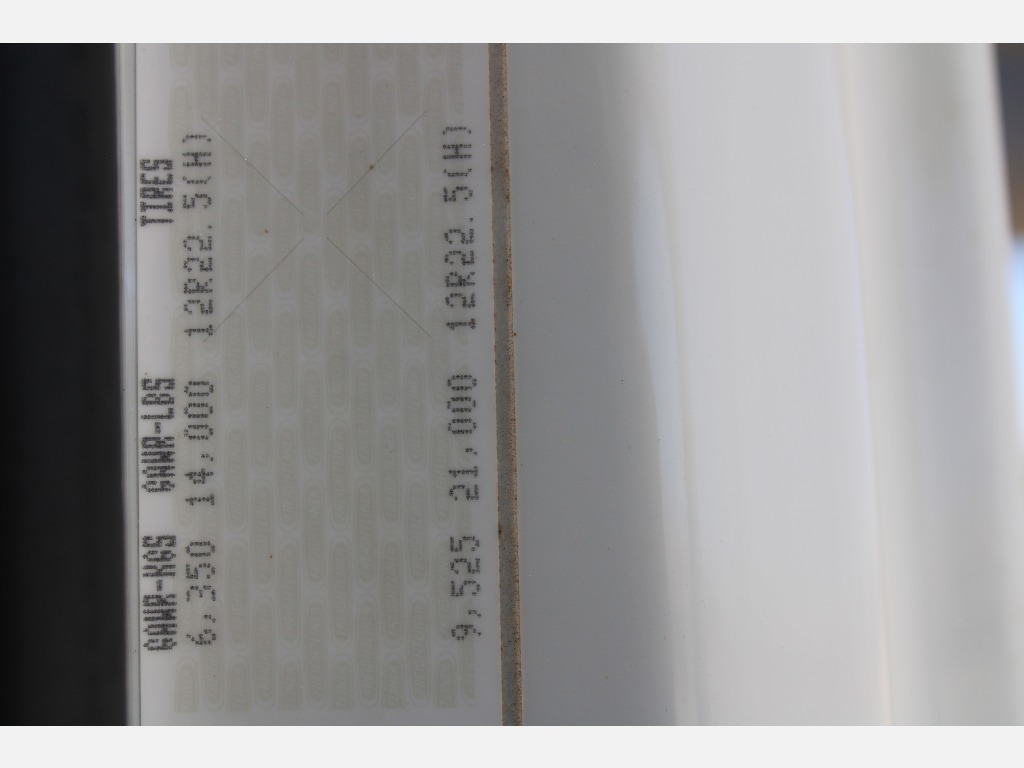 GAWR-KGS GAWR-LBS TIRES
6,350 14,000 12R22.5(H)
9,525 21,000 12R22.5(H)